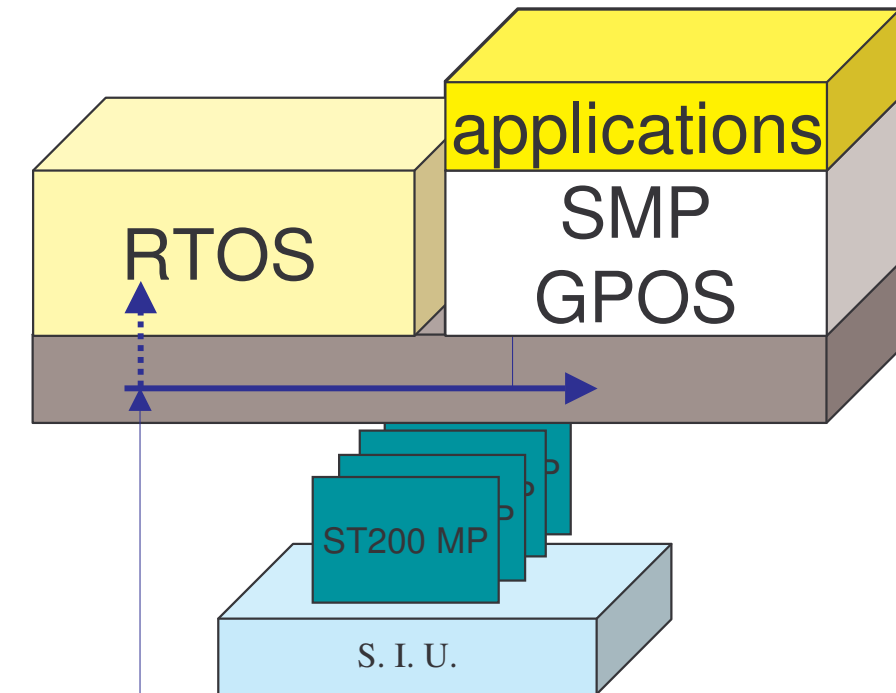 applications
SMP
GPOS
RTOS
P
P
P
ST200 MP
S. I. U.